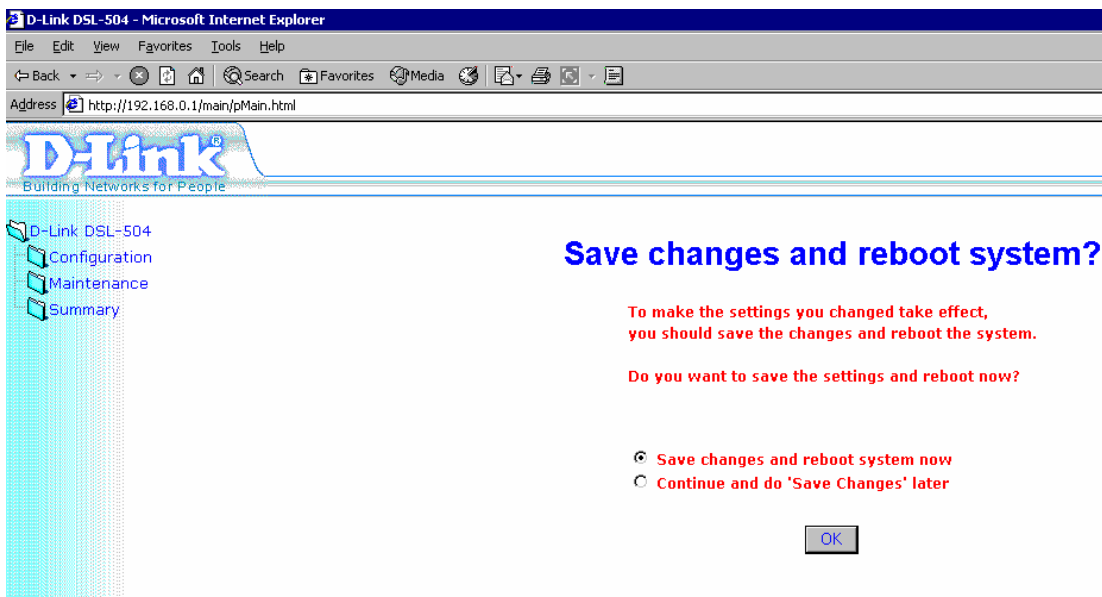 D-Link DSL-504 - Microsoft Internet Explorer
File Edit View Favorites Tools Help
Back Search Favorites Media
Address http://192.168.0.1/main/pMain.html
D-Link®
Building Networks for People
D-Link DSL-504
Configuration
Maintenance
Summary
Save changes and reboot system?
To make the settings you changed take effect,
you should save the changes and reboot the system.
Do you want to save the settings and reboot now?
Save changes and reboot system now
Continue and do 'Save Changes' later
OK